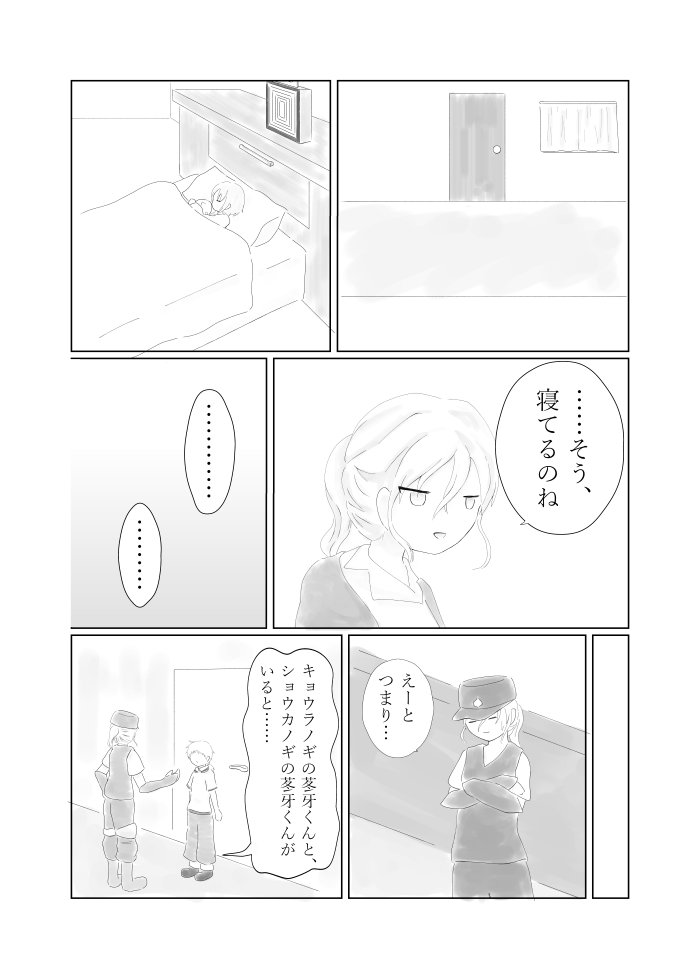 ……そう、
寝てるのね
…………
………
えーと
つまり…
キョウラノギの茎牙くんと、
ショウカノギの茎牙くんが
いると……